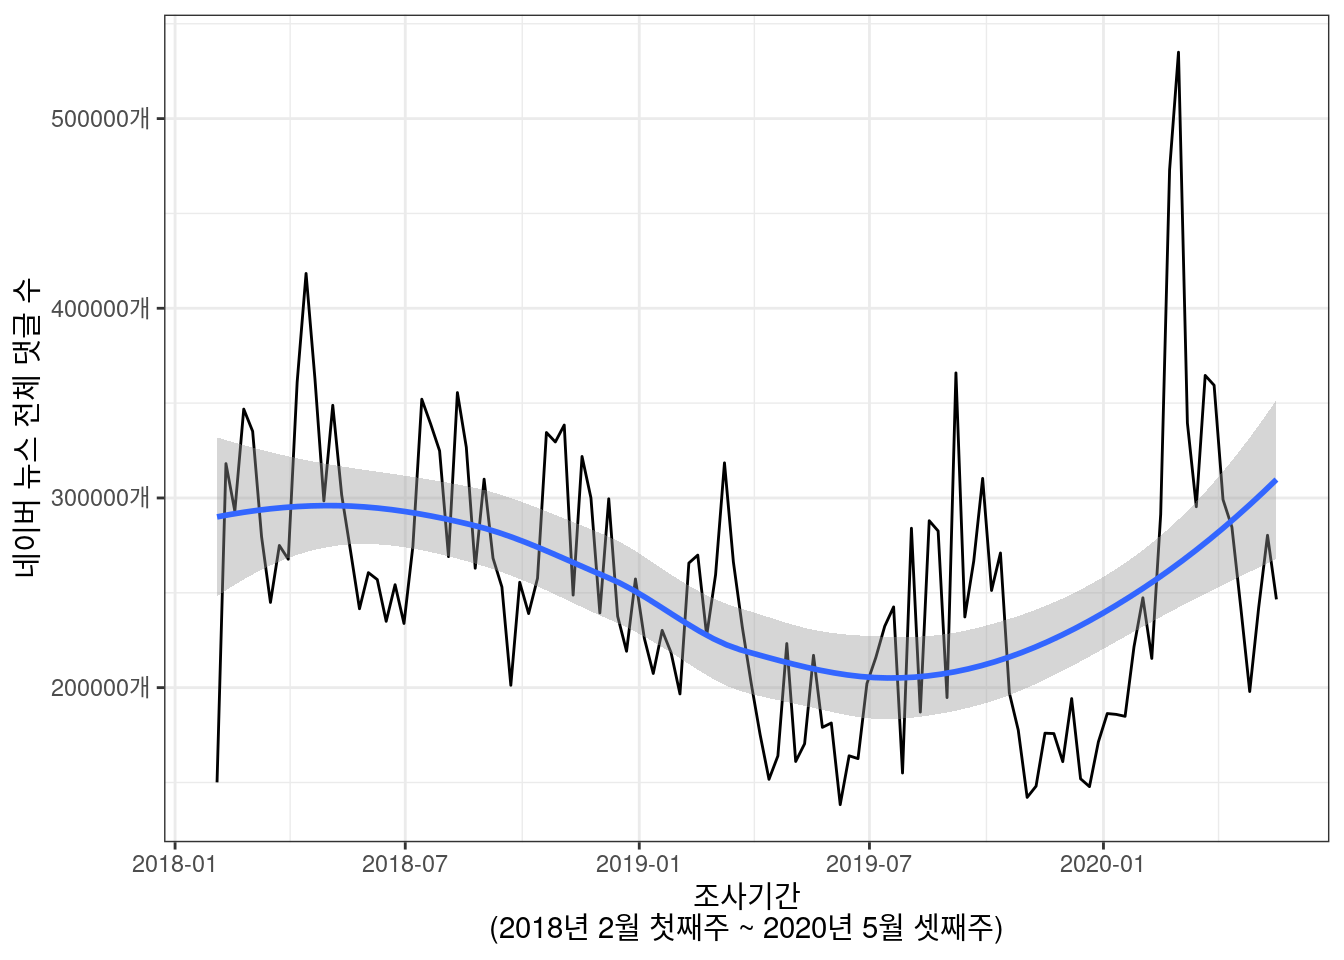 네이버 뉴스 전체 댓글 수
500000개
400000개
300000개
200000개
2018-01 2018-07 2019-01 2019-07 2020-01
조사기간
(2018년 2월 첫째주 ~ 2020년 5월 셋째주)